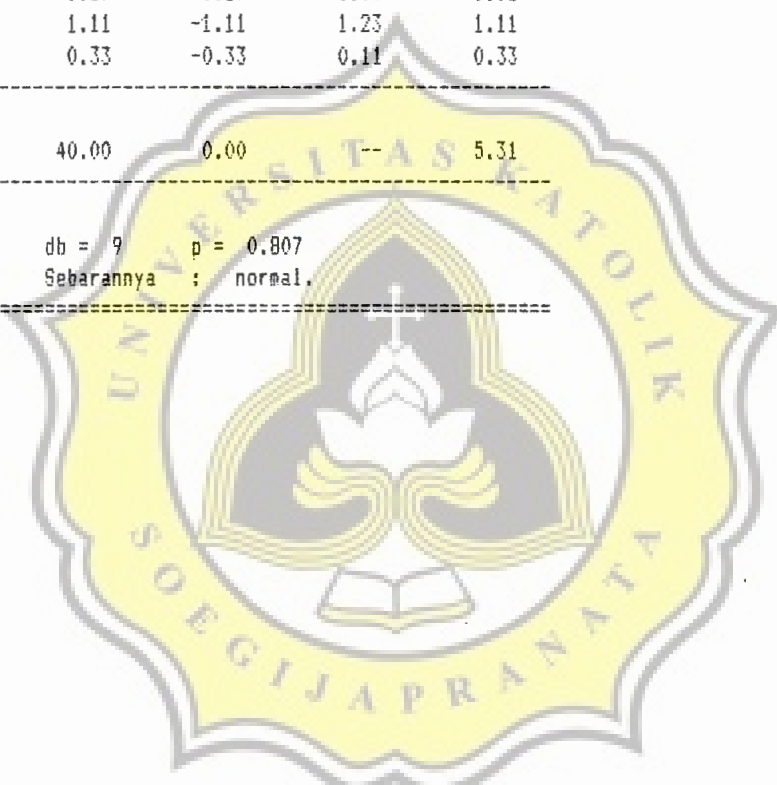 1.11 -1.11 1.23 1.11
0.33 -0.33 0.11 0.33
--------------------------------------------------
40.00 0.00 -- 5.31
--------------------------------------------------
db = 9 p = 0.807
Sebarannya : normal.
==================================================
UNIVERSITAS KATOLIK
SOEGIJAPRANATA